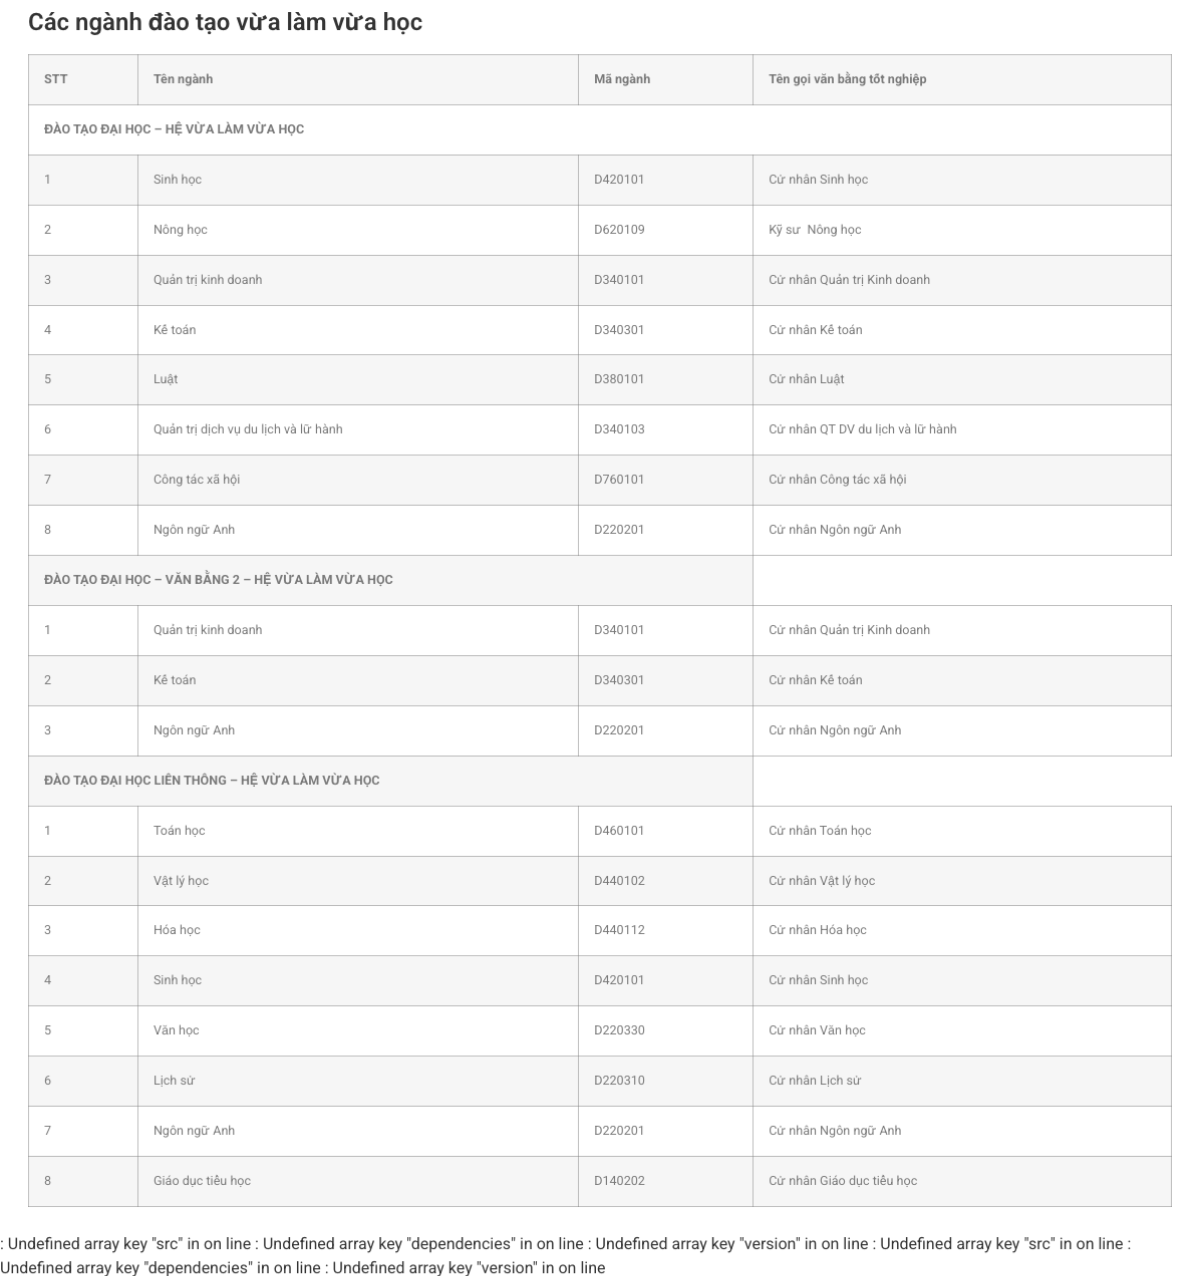 Các ngành đào tạo vừa làm vừa học
STT Tên ngành Mã ngành Tên gọi văn bằng tốt nghiệp
ĐÀO TẠO ĐẠI HỌC – HỆ VỪA LÀM VỪA HỌC
1 Sinh học D420101 Cử nhân Sinh học
2 Nông học D620109 Kỹ sư  Nông học
3 Quản trị kinh doanh D340101 Cử nhân Quản trị Kinh doanh
4 Kế toán D340301 Cử nhân Kế toán
5 Luật D380101 Cử nhân Luật
6 Quản trị dịch vụ du lịch và lữ hành D340103 Cử nhân QT DV du lịch và lữ hành
7 Công tác xã hội D760101 Cử nhân Công tác xã hội
8 Ngôn ngữ Anh D220201 Cử nhân Ngôn ngữ Anh
ĐÀO TẠO ĐẠI HỌC – VĂN BẰNG 2 – HỆ VỪA LÀM VỪA HỌC
1 Quản trị kinh doanh D340101 Cử nhân Quản trị Kinh doanh
2 Kế toán D340301 Cử nhân Kế toán
3 Ngôn ngữ Anh D220201 Cử nhân Ngôn ngữ Anh
ĐÀO TẠO ĐẠI HỌC LIÊN THÔNG – HỆ VỪA LÀM VỪA HỌC
1 Toán học D460101 Cử nhân Toán học
2 Vật lý học D440102 Cử nhân Vật lý học
3 Hóa học D440112 Cử nhân Hóa học
4 Sinh học D420101 Cử nhân Sinh học
5 Văn học D220330 Cử nhân Văn học
6 Lịch sử D220310 Cử nhân Lịch sử
7 Ngôn ngữ Anh D220201 Cử nhân Ngôn ngữ Anh
8 Giáo dục tiểu học D140202 Cử nhân Giáo dục tiểu học
: Undefined array key "src" in on line : Undefined array key "dependencies" in on line : Undefined array key "version" in on line : Undefined array key "src" in on line :
Undefined array key "dependencies" in on line : Undefined array key "version" in on line